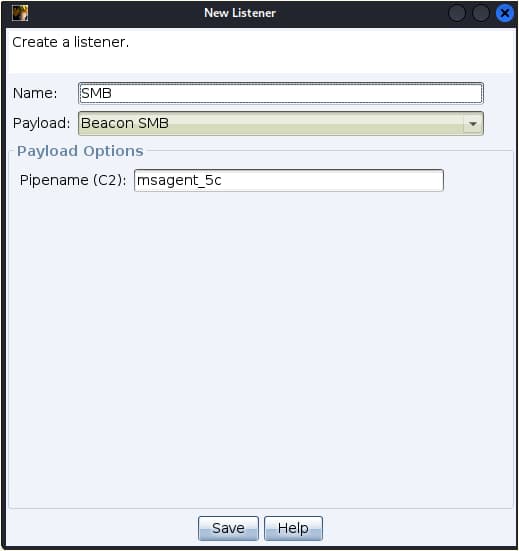 New Listener
Create a listener.
Name: SMB
Payload: Beacon SMB
Payload Options
Pipename (C2): msagent_5c
Save Help